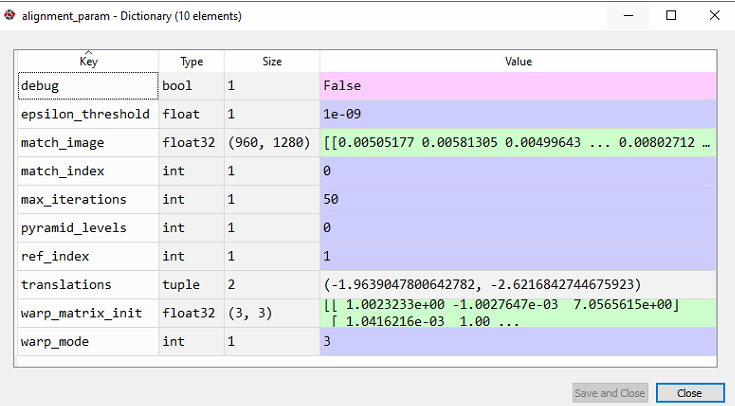 alignment_param - Dictionary (10 elements)
Key Type Size Value
debug bool 1 False
epsilon_threshold float 1 1e-09
match_image float32 (960, 1280) [[0.00505177 0.00581305 0.00499643 ... 0.00802712 …
match_index int 1 0
max_iterations int 1 50
pyramid_levels int 1 0
ref_index int 1 1
translations tuple 2 (-1.9639047800642782, -2.6216842744675923)
warp_matrix_init float32 (3, 3) [[ 1.0023233e+00 -1.0027647e-03 7.0565615e+00]
[ 1.0416216e-03 1.00 ...
warp_mode int 1 3
Save and Close Close